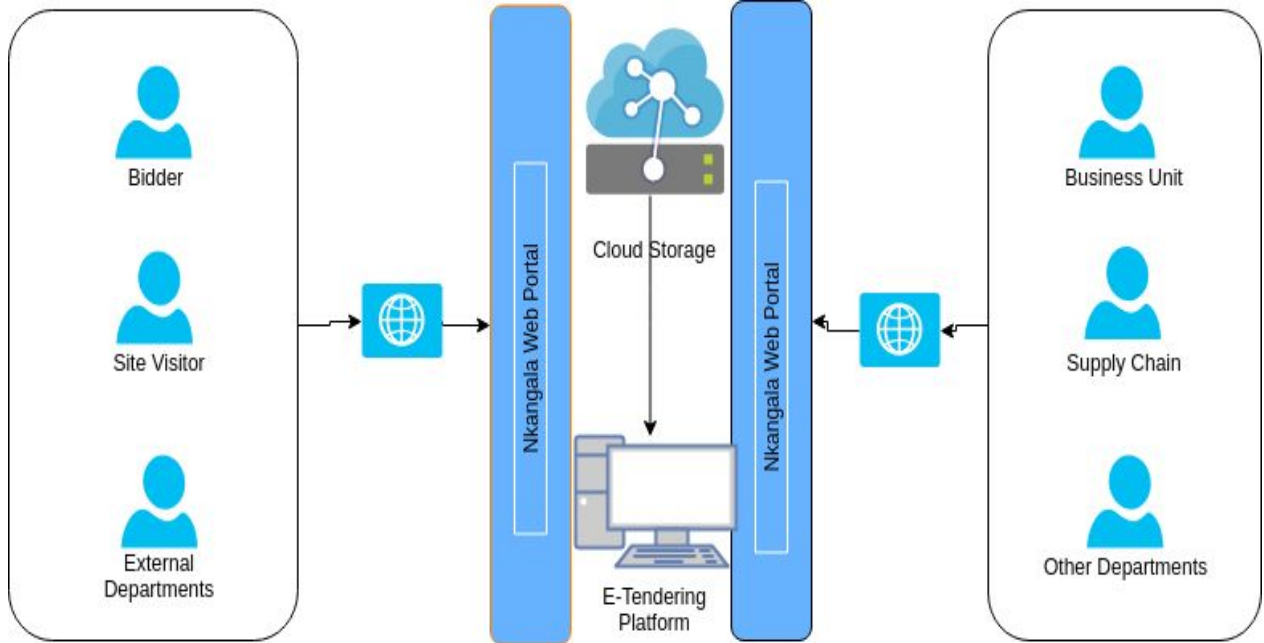 Bidder
Site Visitor
External
Departments
Nkangala Web Portal
Cloud Storage
E-Tendering
Platform
Nkangala Web Portal
Business Unit
Supply Chain
Other Departments